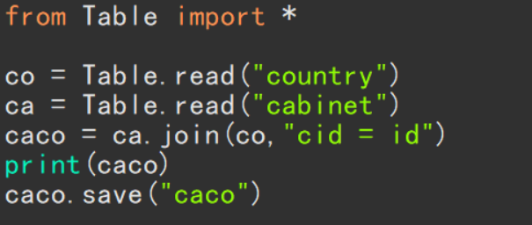 from Table import *
co = Table.read("country")
ca = Table.read("cabinet")
caco = ca.join(co,"cid = id")
print(caco)
caco.save("caco")